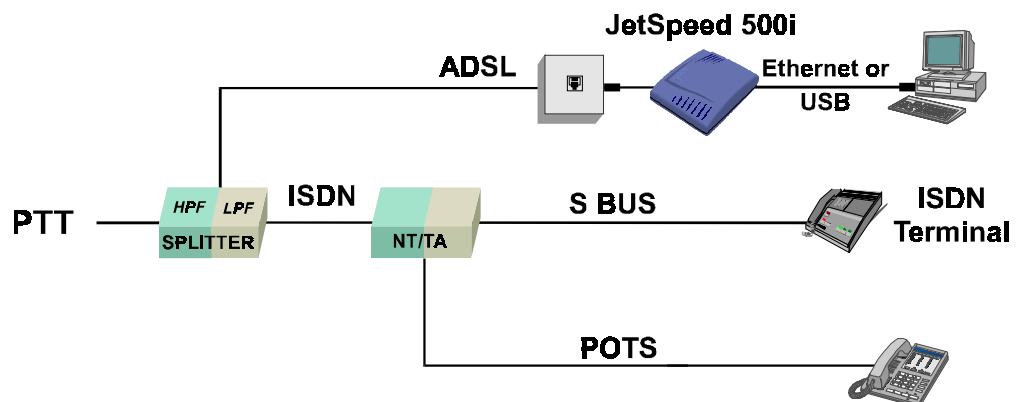 JetSpeed 500i
ADSL
Ethernet or
USB
HPF LPF
SPLITTER
ISDN
PTT
NT/TA
S BUS
ISDN
Terminal
POTS